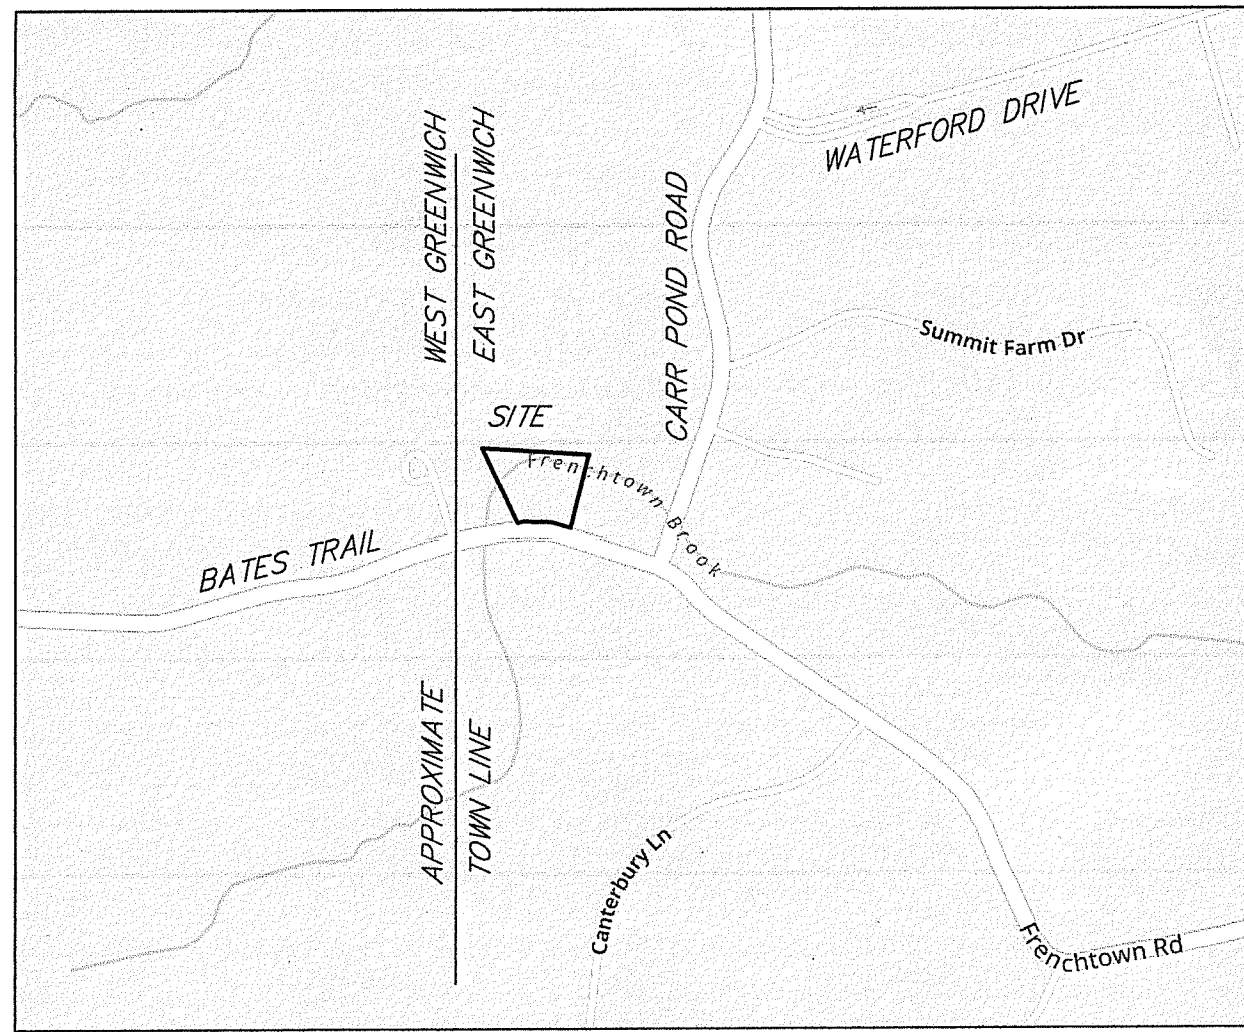 WATERFORD DRIVE
WEST GREENWICH
EAST GREENWICH
CARR POND ROAD
Summit Farm Dr
SITE
Frenchtown Brook
BATES TRAIL
APPROXIMATE
TOWN LINE
Canterbury Ln
Frenchtown Rd